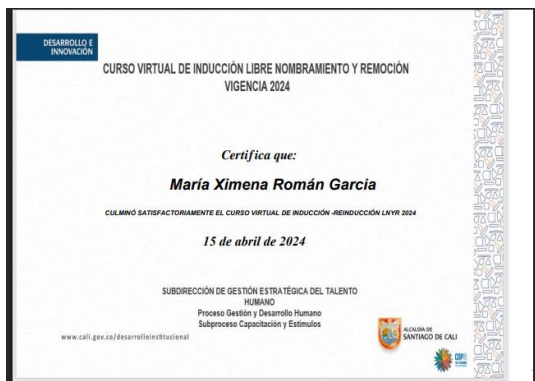 DESARROLLO E
INNOVACIÓN
CURSO VIRTUAL DE INDUCCIÓN LIBRE NOMBRAMIENTO Y REMOCIÓN
VIGENCIA 2024
Certifica que:
María Ximena Román Garcia
CULMINÓ SATISFACTORIAMENTE EL CURSO VIRTUAL DE INDUCCIÓN -REINDUCCIÓN LNYR 2024
15 de abril de 2024
SUBDIRECCIÓN DE GESTIÓN ESTRATÉGICA DEL TALENTO
HUMANO
Proceso Gestión y Desarrollo Humano
Subproceso Capacitación y Estímulos
www.cali.gov.co/desarrolloinstitucional
ALCALDÍA DE
SANTIAGO DE CALI